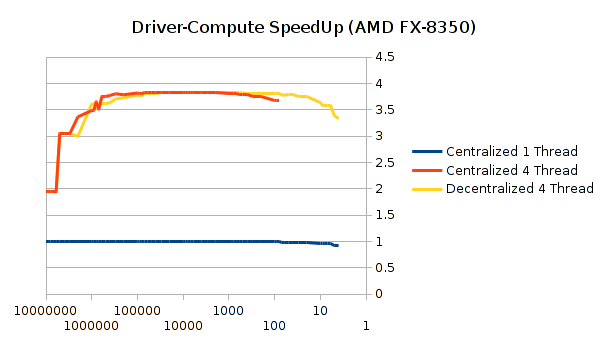 Driver-Compute SpeedUp (AMD FX-8350)
4.5
4
3.5
3
2.5
2
1.5
1
0.5
0
Centralized 1 Thread
Centralized 4 Thread
Decentralized 4 Thread
10000000 100000 1000 10
1000000 10000 100 1